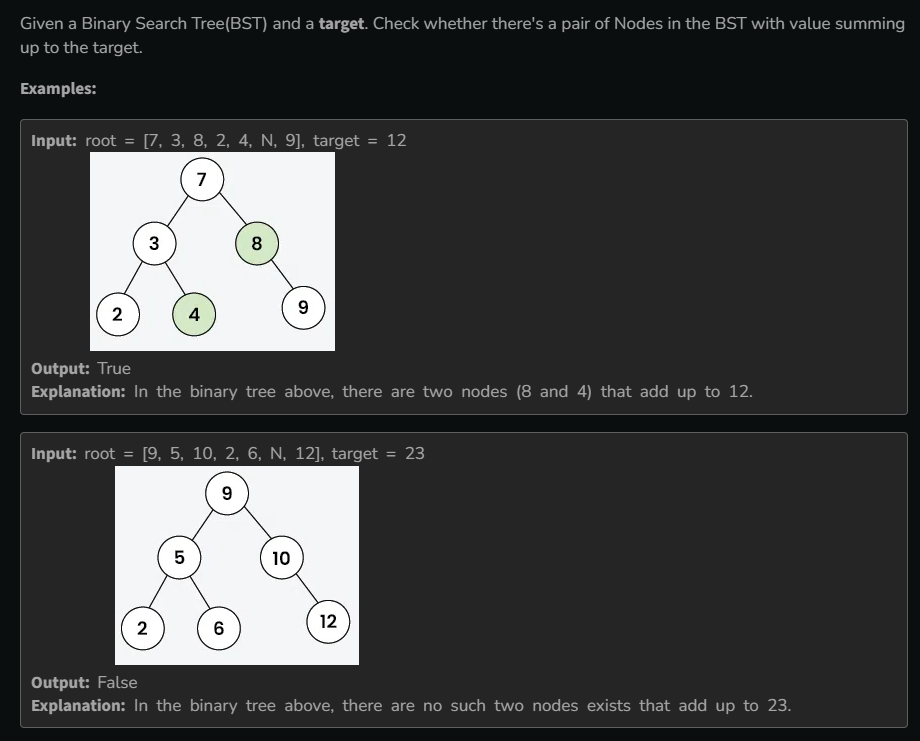 Given a Binary Search Tree(BST) and a target. Check whether there's a pair of Nodes in the BST with value summing
up to the target.
Examples:
Input: root = [7, 3, 8, 2, 4, N, 9], target = 12
7
3 8
2 4 9
Output: True
Explanation: In the binary tree above, there are two nodes (8 and 4) that add up to 12.
Input: root = [9, 5, 10, 2, 6, N, 12], target = 23
9
5 10
2 6 12
Output: False
Explanation: In the binary tree above, there are no such two nodes exists that add up to 23.